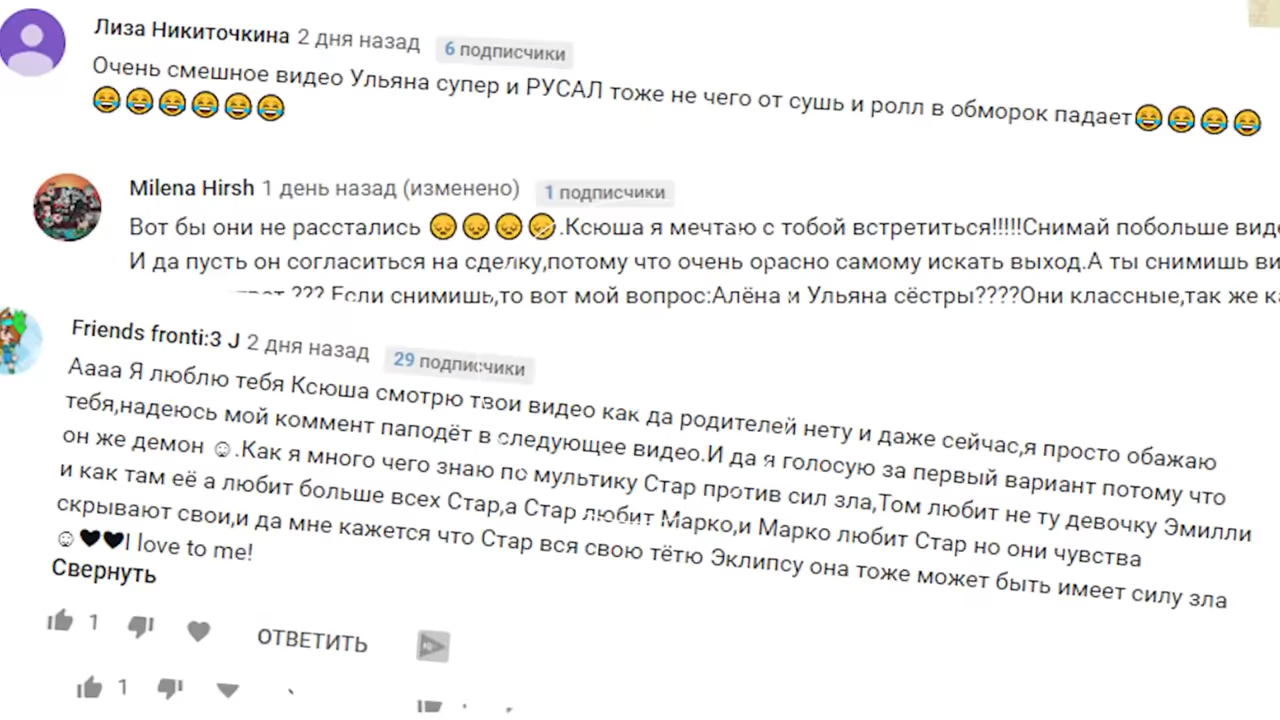 Лиза Никиточкина 2 дня назад 6 подписчики
Очень смешное видео Ульяна супер и РУСАЛ тоже не чего от сушь и ролл в обморок падает😂😂😂😂
😂😂😂😂😂😂
Milena Hirsh 1 день назад (изменено) 1 подписчики
Вот бы они не расстались 😞😞😞😞.Ксюша я мечтаю с тобой встретиться!!!!!Снимай побольше
И да пусть он согласиться на сделку,потому что очень орасно самому искать выход.А ты снимишь
??? Если снимишь,то вот мой вопрос:Алёна и Ульяна сёстры????Они классные,так же
Friends fronti:3 J 2 дня назад 29 подписчики
Аааа Я люблю тебя Ксюша смотрю твои видео как да родителей нету и даже сейчас,я просто обажаю
тебя,надеюсь мой коммент паподёт в следующее видео.И да я голосую за первый вариант потому что
он же демон ☺.Как я много чего знаю по мультику Стар против сил зла,Том любит не ту девочку Эмилли
и как там её а любит больше всех Стар,а Стар любит Марко,и Марко любит Стар но они чувства
скрывают свои,и да мне кажется что Стар вся свою тётю Эклипсу она тоже может быть имеет силу зла
☺🖤🖤I love to me!
Свернуть
1 ОТВЕТИТЬ
1